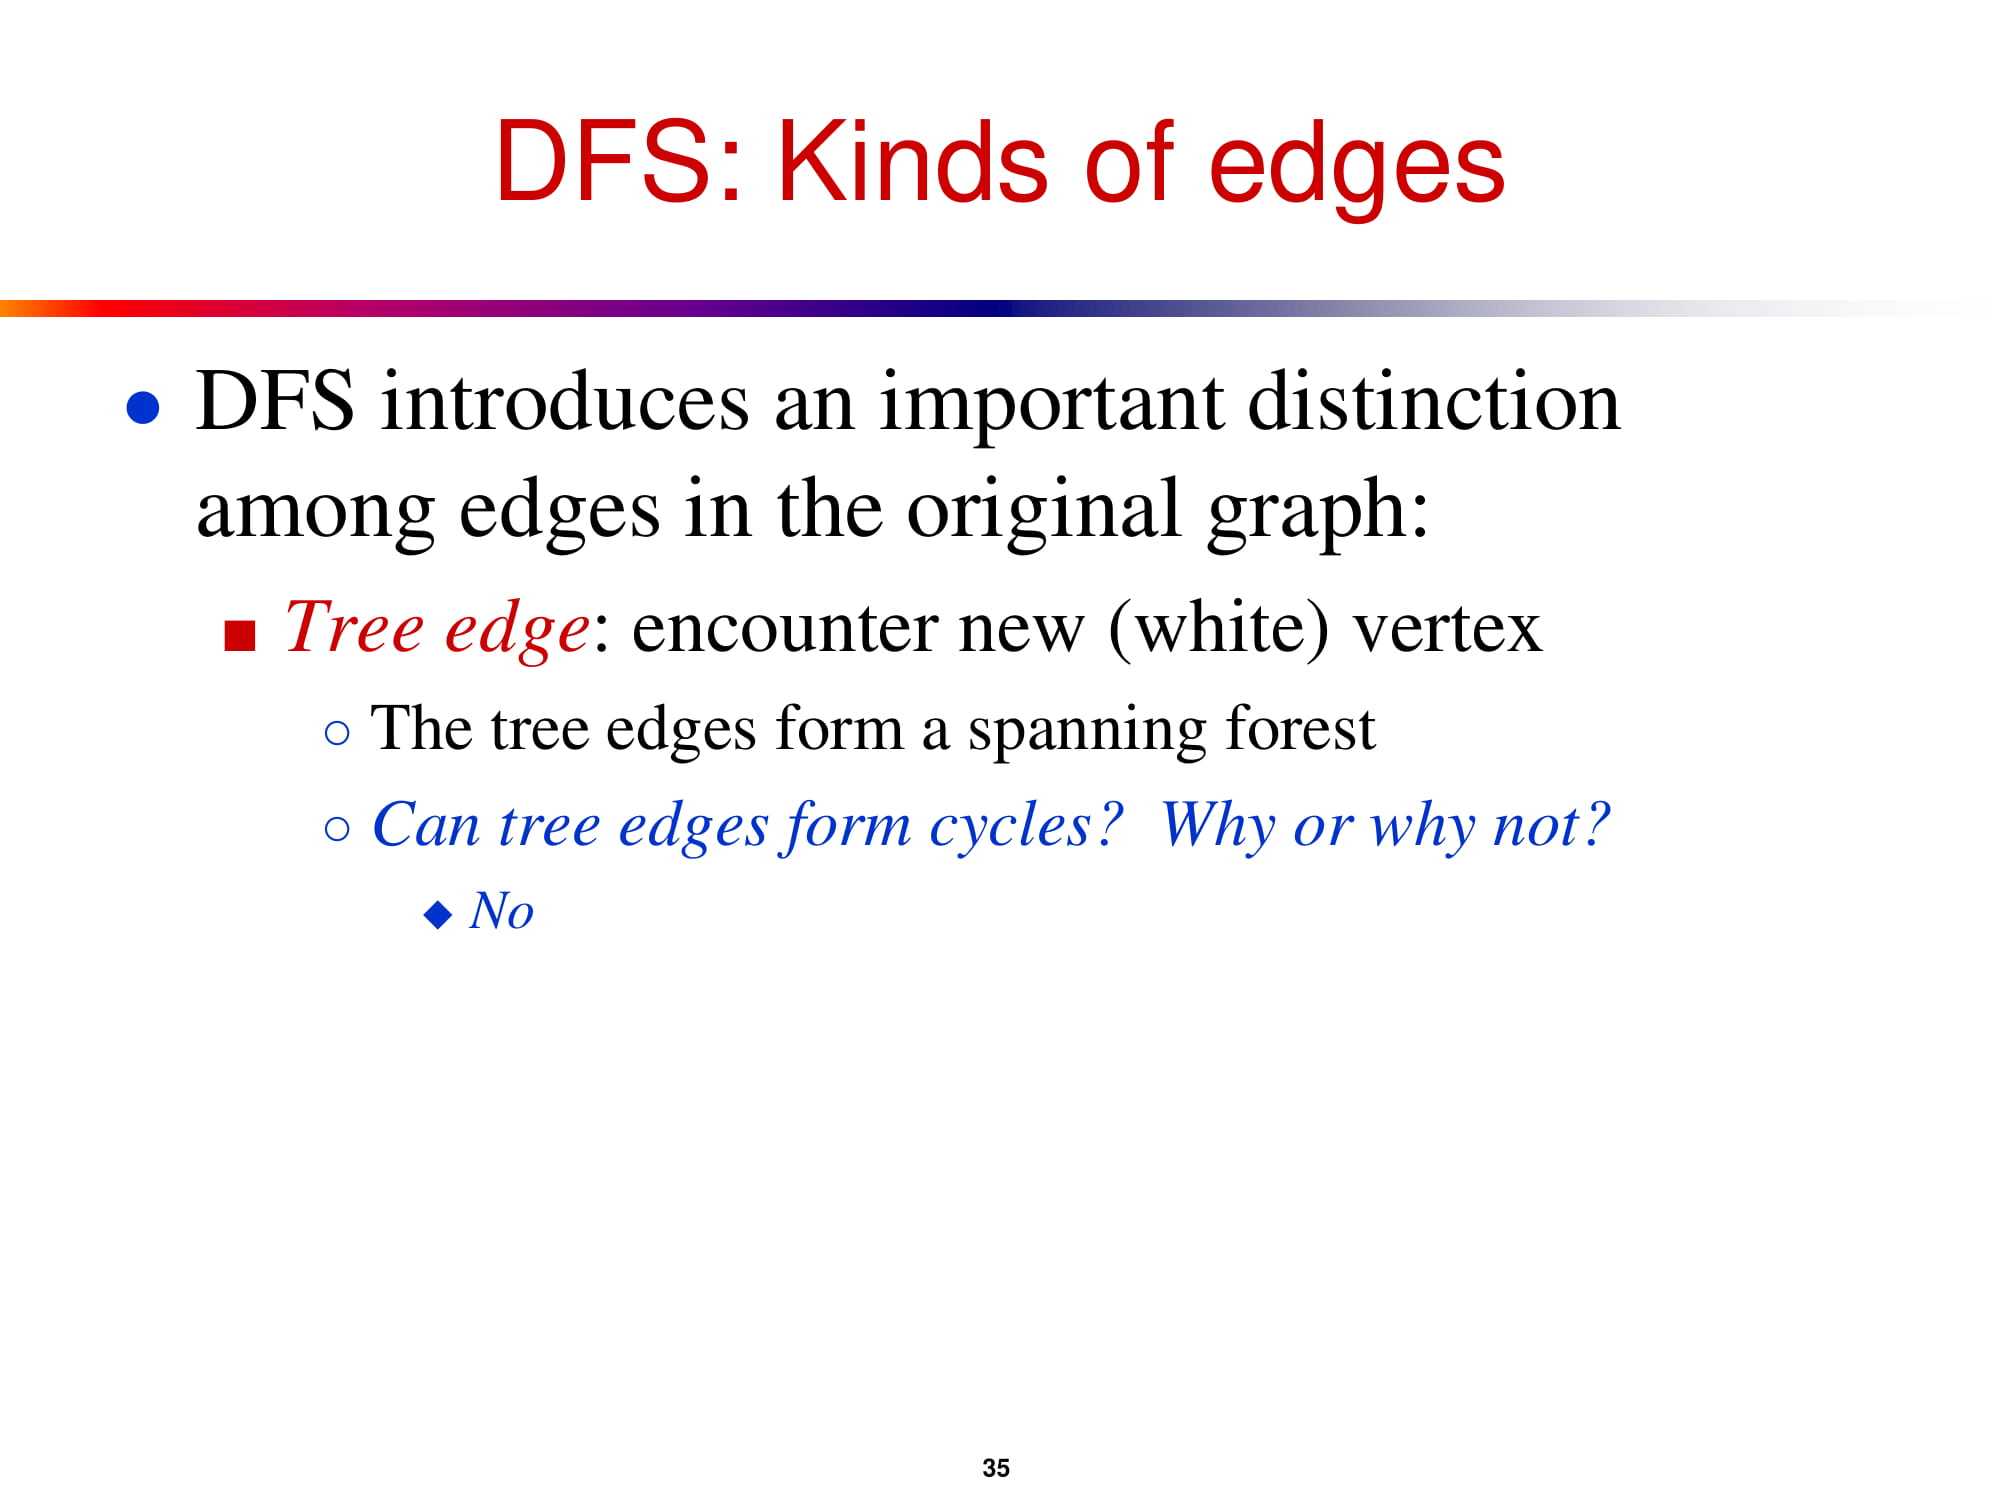 DFS: Kinds of edges
● DFS introduces an important distinction
among edges in the original graph:
■ Tree edge: encounter new (white) vertex
○ The tree edges form a spanning forest
○ Can tree edges form cycles?  Why or why not?
◆ No
35